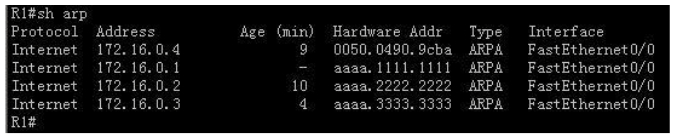 R1#sh arp
Protocol  Address          Age (min)  Hardware Addr   Type   Interface
Internet  172.16.0.4              9   0050.0490.9cba  ARPA   FastEthernet0/0
Internet  172.16.0.1              -   aaaa.1111.1111  ARPA   FastEthernet0/0
Internet  172.16.0.2             10   aaaa.2222.2222  ARPA   FastEthernet0/0
Internet  172.16.0.3              4   aaaa.3333.3333  ARPA   FastEthernet0/0
R1#